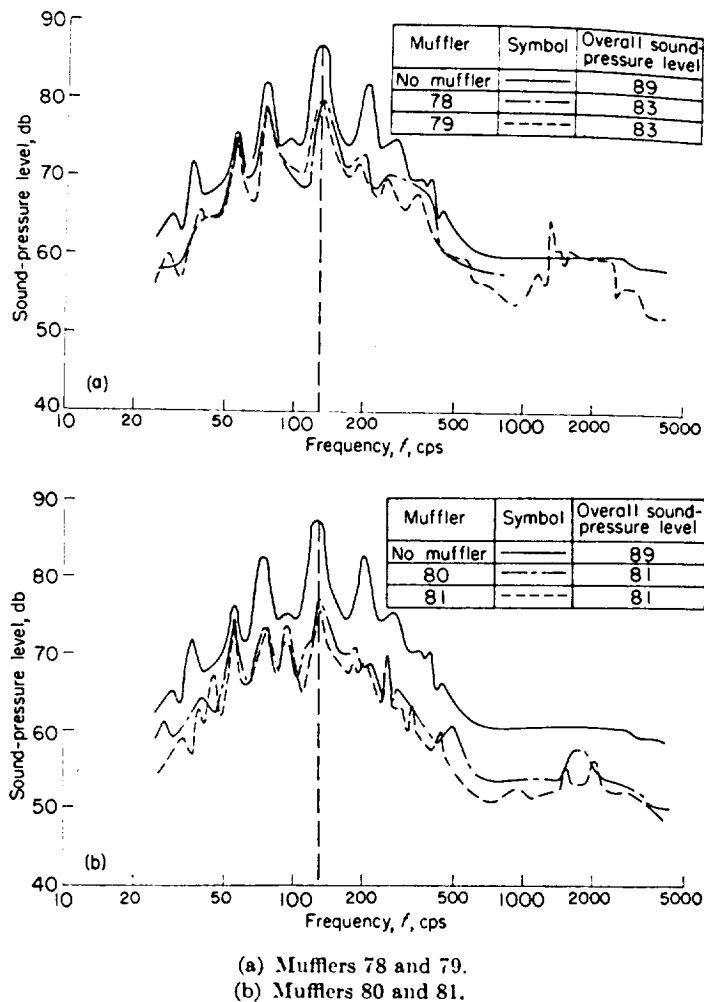 90
80
70
60
50
40
Sound-pressure level, db
Muffler Symbol Overall sound-
pressure level
No muffler 89
78 83
79 83
(a)
10 20 50 100 200 500 1000 2000 5000
Frequency, f, cps
90
80
70
60
50
40
Sound-pressure level, db
Muffler Symbol Overall sound-
pressure level
No muffler 89
80 81
81 81
(b)
10 20 50 100 200 500 1000 2000 5000
Frequency, f, cps
(a) Mufflers 78 and 79.
(b) Mufflers 80 and 81.